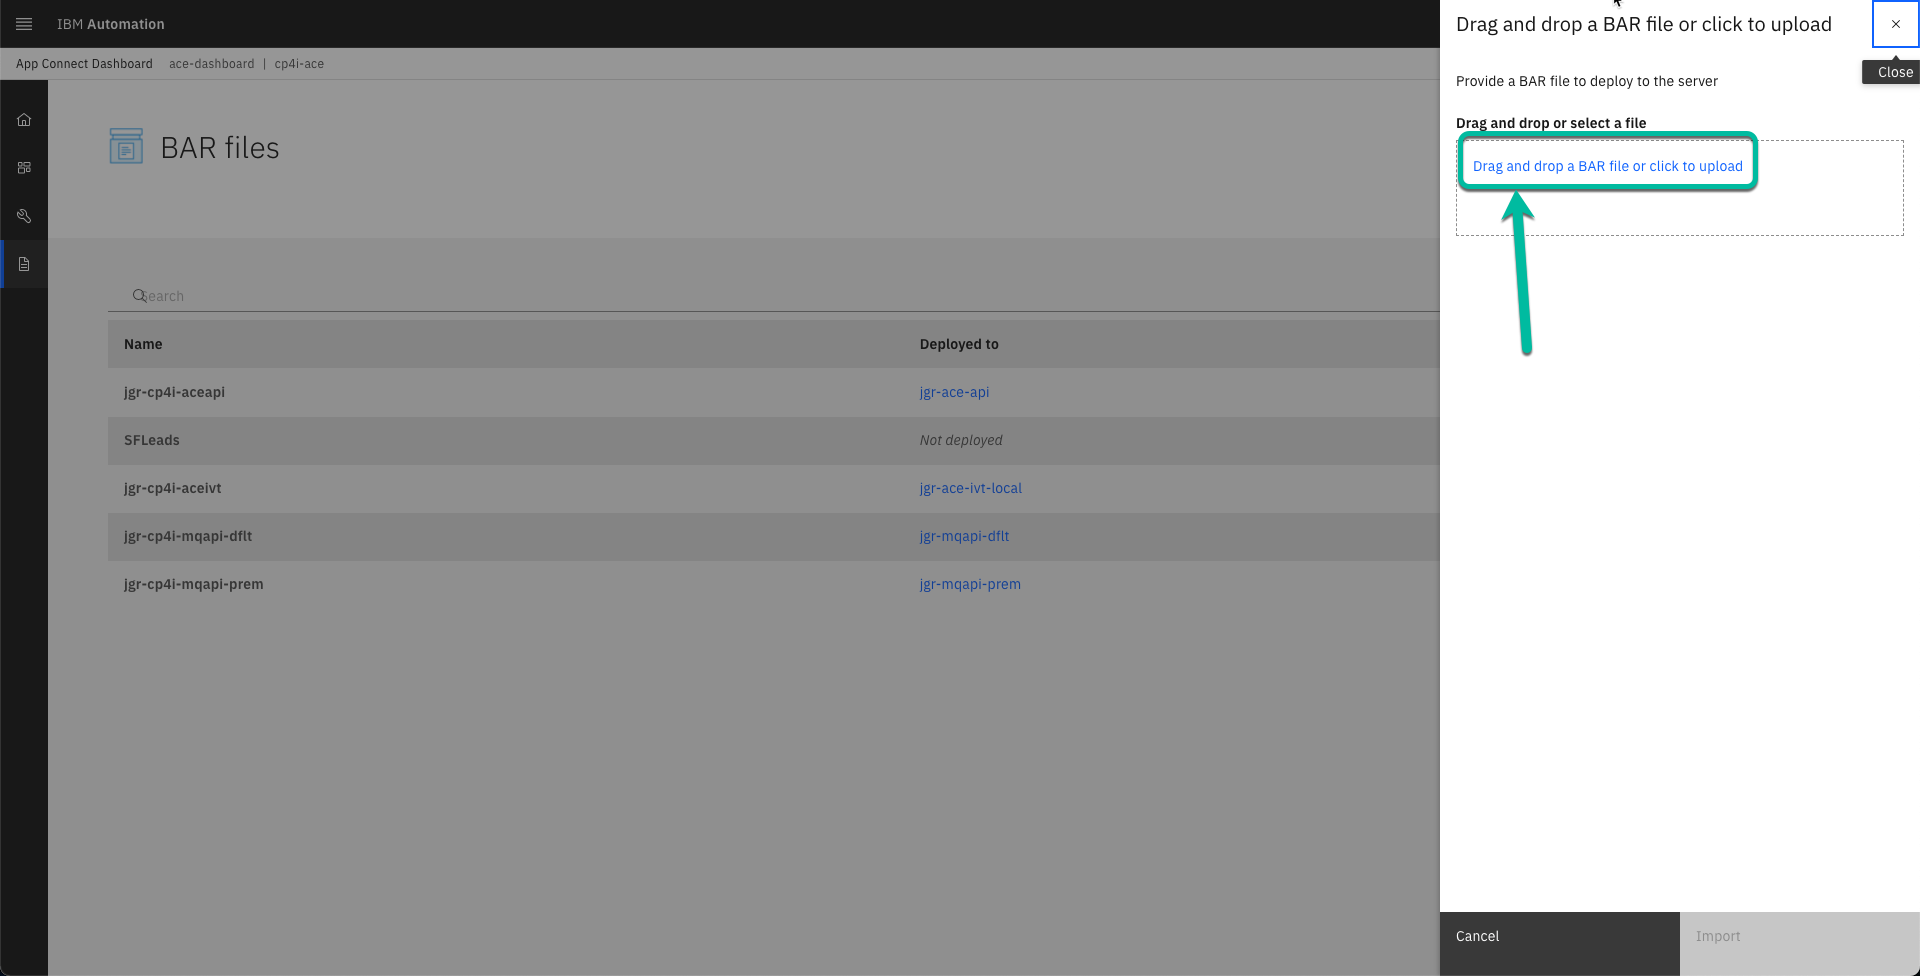 IBM Automation
App Connect Dashboard ace-dashboard | cp4i-ace
BAR files
Search
Name Deployed to
jgr-cp4i-aceapi jgr-ace-api
SFLeads Not deployed
jgr-cp4i-aceivt jgr-ace-ivt-local
jgr-cp4i-mqapi-dflt jgr-mqapi-dflt
jgr-cp4i-mqapi-prem jgr-mqapi-prem
Drag and drop a BAR file or click to upload
Close
Provide a BAR file to deploy to the server
Drag and drop or select a file
Drag and drop a BAR file or click to upload
Cancel Import